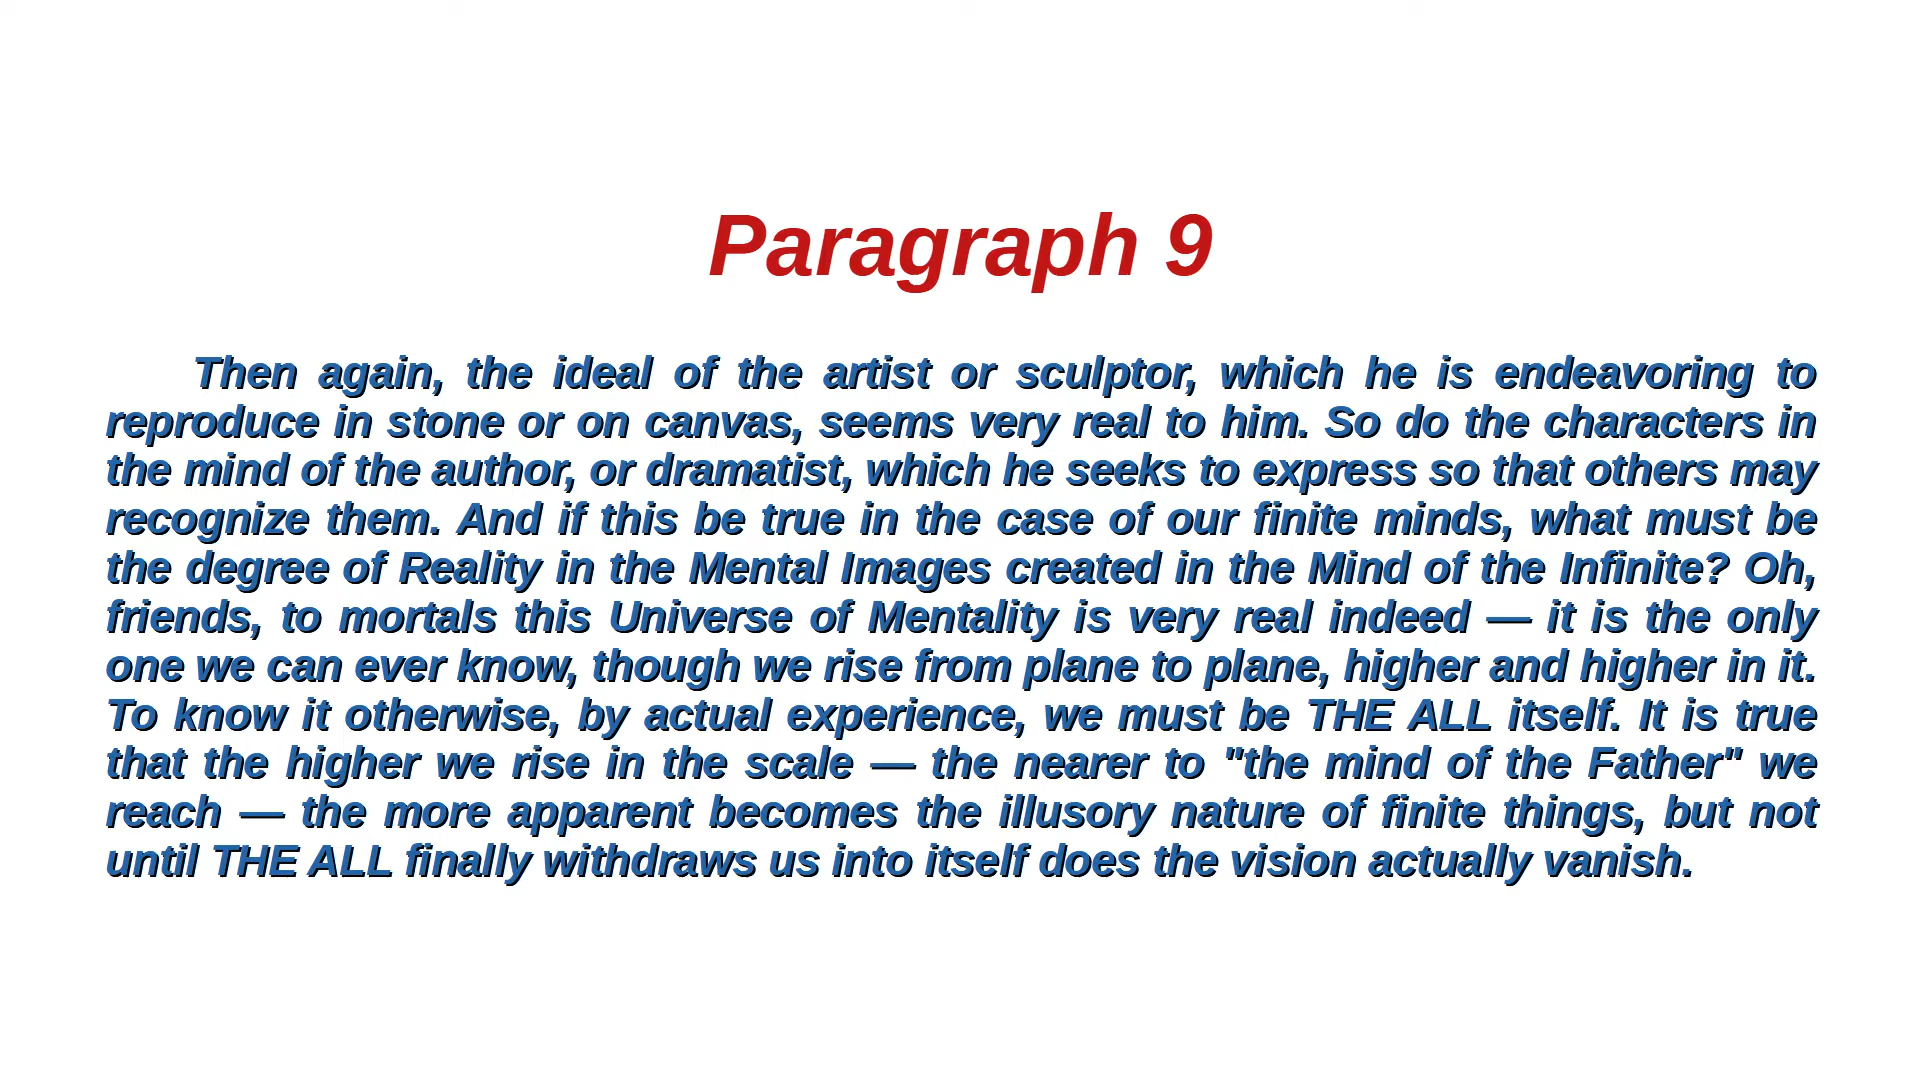 Paragraph 9
Then again, the ideal of the artist or sculptor, which he is endeavoring to
reproduce in stone or on canvas, seems very real to him. So do the characters in
the mind of the author, or dramatist, which he seeks to express so that others may
recognize them. And if this be true in the case of our finite minds, what must be
the degree of Reality in the Mental Images created in the Mind of the Infinite? Oh,
friends, to mortals this Universe of Mentality is very real indeed — it is the only
one we can ever know, though we rise from plane to plane, higher and higher in it.
To know it otherwise, by actual experience, we must be THE ALL itself. It is true
that the higher we rise in the scale — the nearer to "the mind of the Father" we
reach — the more apparent becomes the illusory nature of finite things, but not
until THE ALL finally withdraws us into itself does the vision actually vanish.